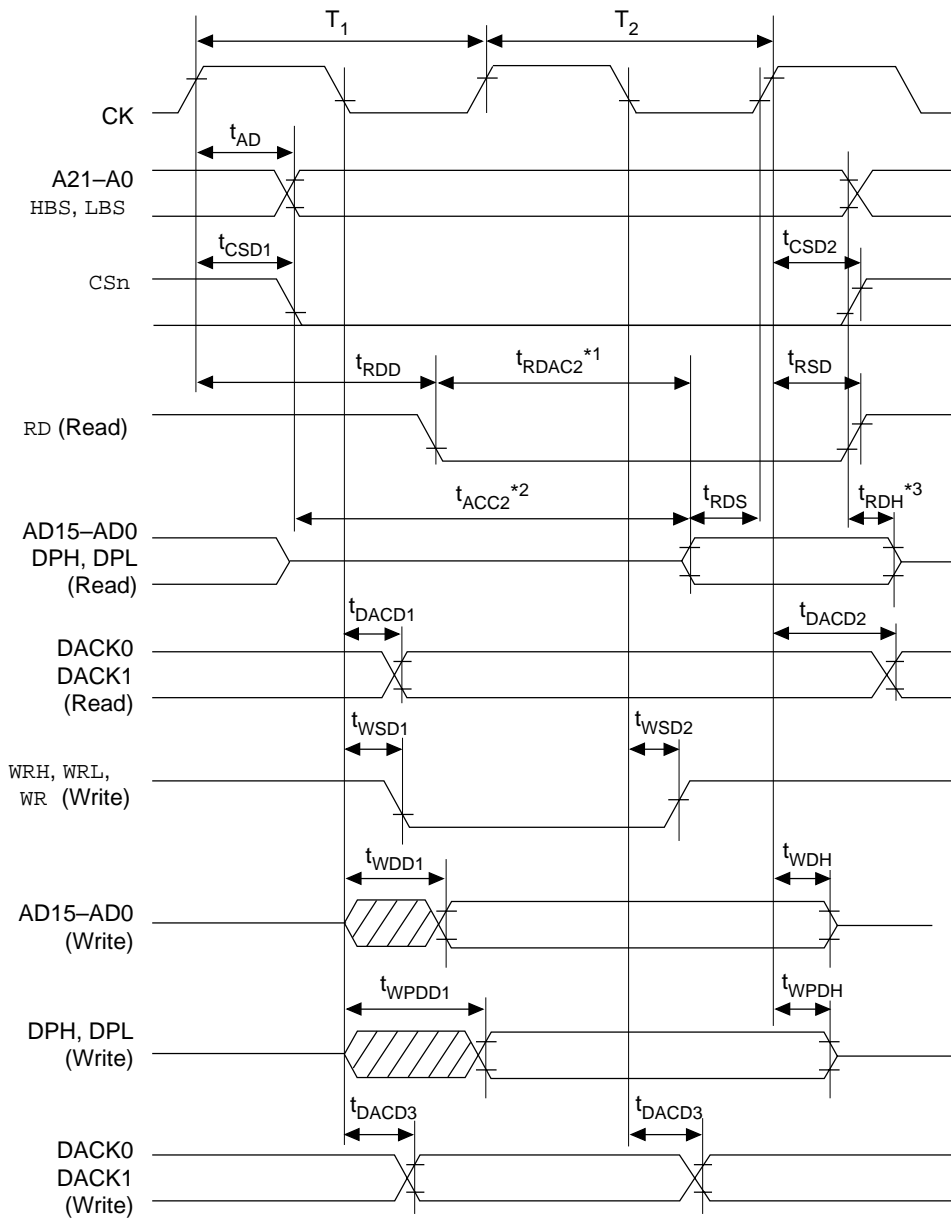 T1 T2
CK
tAD
A21–A0
HBS, LBS
tCSD1 tCSD2
CSn
tRDD tRDAC2*1 tRSD
RD (Read)
tACC2*2 tRDS tRDH*3
AD15–AD0
DPH, DPL
(Read)
tDACD1 tDACD2
DACK0
DACK1
(Read)
tWSD1 tWSD2
WRH, WRL,
WR (Write)
tWDD1 tWDH
AD15–AD0
(Write)
tWPDD1 tWPDH
DPH, DPL
(Write)
tDACD3 tDACD3
DACK0
DACK1
(Write)